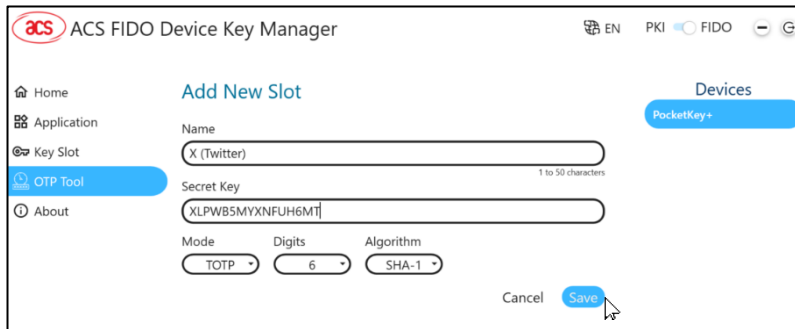 acs ACS FIDO Device Key Manager
EN PKI FIDO
Home
Application
Key Slot
OTP Tool
About
Add New Slot
Name
X (Twitter)
1 to 50 characters
Secret Key
XLPWB5MYXNFUH6MT
Mode Digits Algorithm
TOTP 6 SHA-1
Cancel Save
Devices
PocketKey+